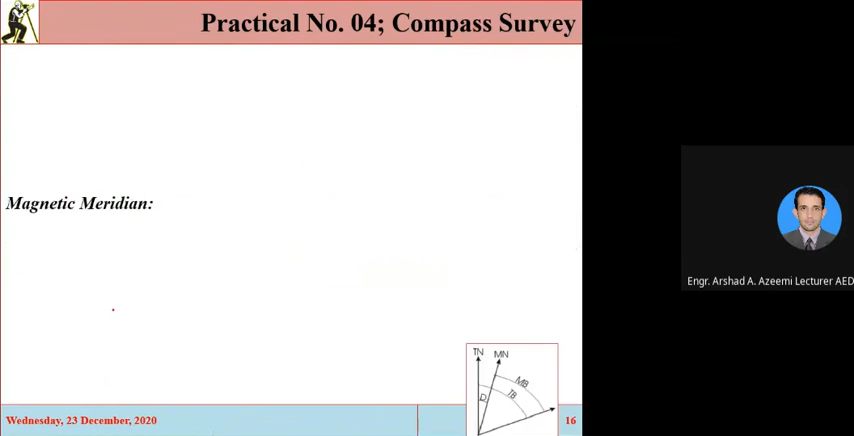 Practical No. 04; Compass Survey
Magnetic Meridian:
Engr. Arshad A. Azeemi Lecturer AED
TN MN
MB
TB
D
Wednesday, 23 December, 2020
16